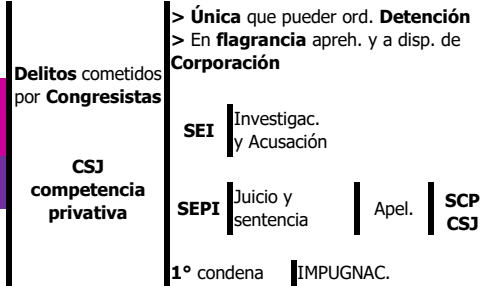 > Única que pueder ord. Detención
> En flagrancia apreh. y a disp. de
Corporación
Delitos cometidos
por Congresistas
CSJ
competencia
privativa
SEI
Investigac.
y Acusación
SEPI
Juicio y
sentencia
Apel.
SCP
CSJ
1° condena
IMPUGNAC.